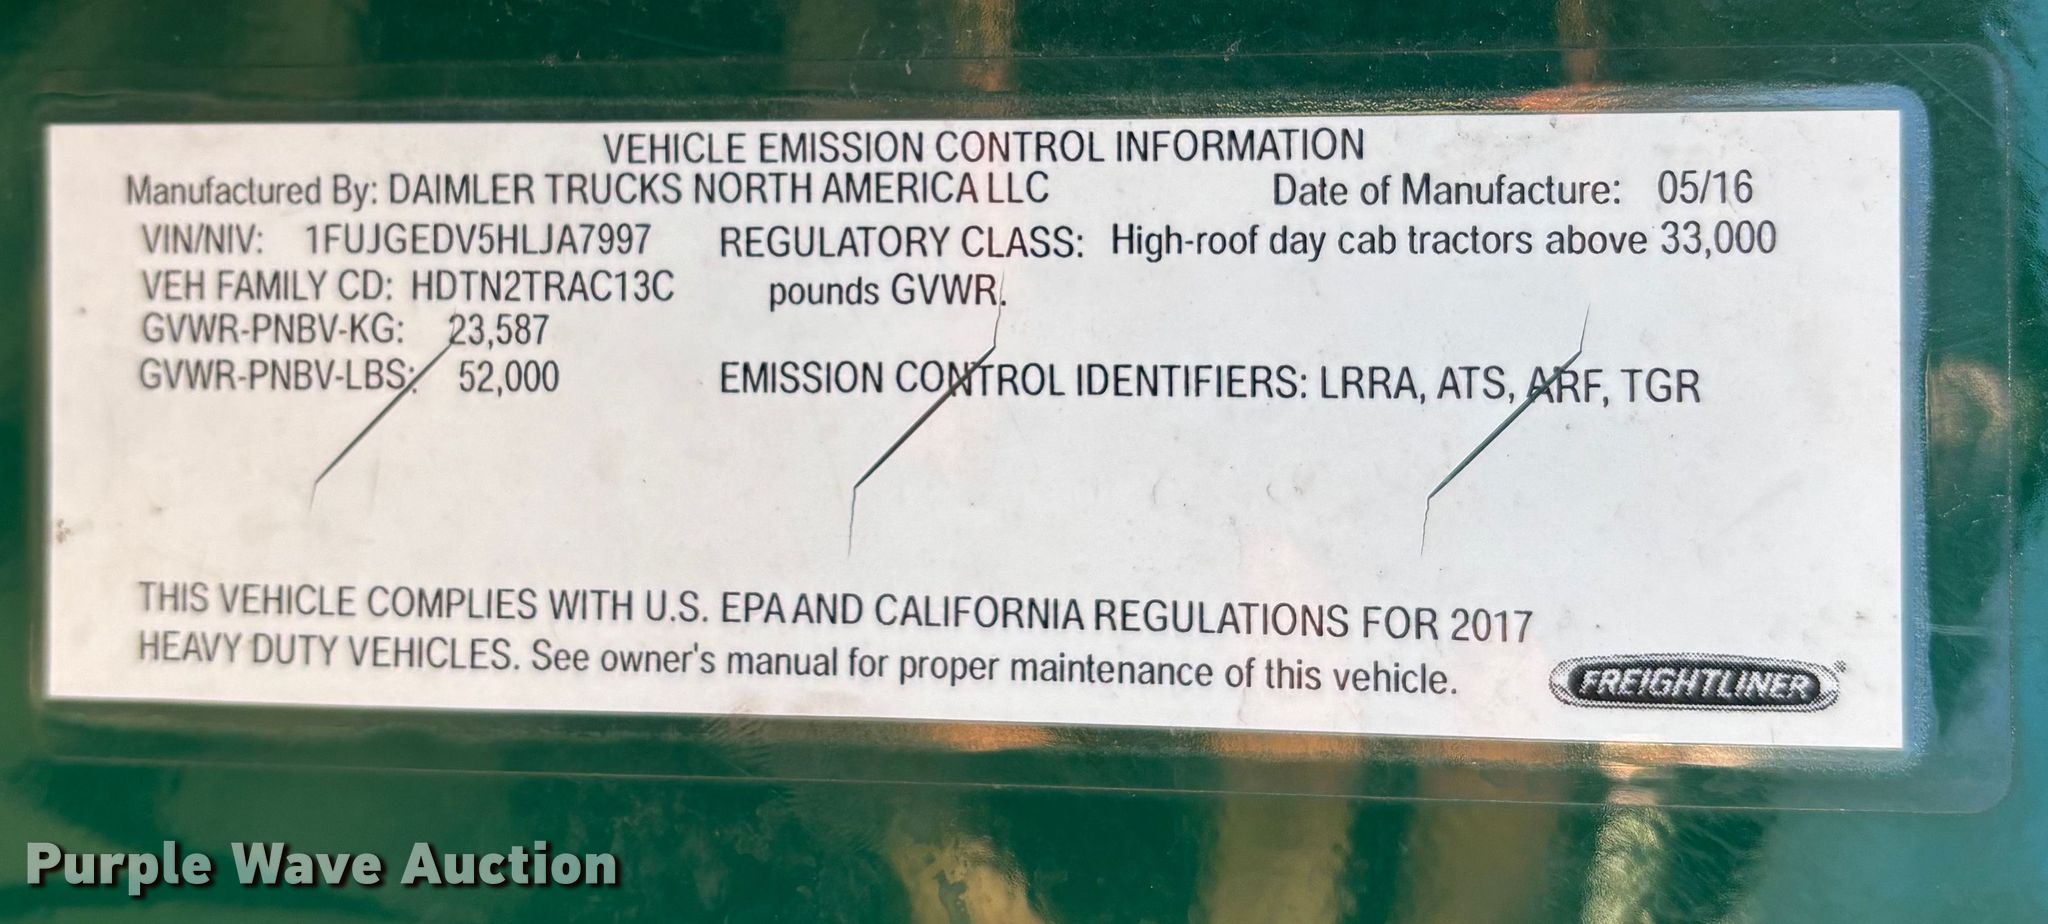 VEHICLE EMISSION CONTROL INFORMATION
Manufactured By: DAIMLER TRUCKS NORTH AMERICA LLC Date of Manufacture: 05/16
VIN/NIV: 1FUJGEDV5HLJA7997 REGULATORY CLASS: High-roof day cab tractors above 33,000
VEH FAMILY CD: HDTN2TRAC13C pounds GVWR.
GVWR-PNBV-KG: 23,587
GVWR-PNBV-LBS: 52,000 EMISSION CONTROL IDENTIFIERS: LRRA, ATS, ARF, TGR
THIS VEHICLE COMPLIES WITH U.S. EPA AND CALIFORNIA REGULATIONS FOR 2017
HEAVY DUTY VEHICLES. See owner's manual for proper maintenance of this vehicle.
FREIGHTLINER
Purple Wave Auction